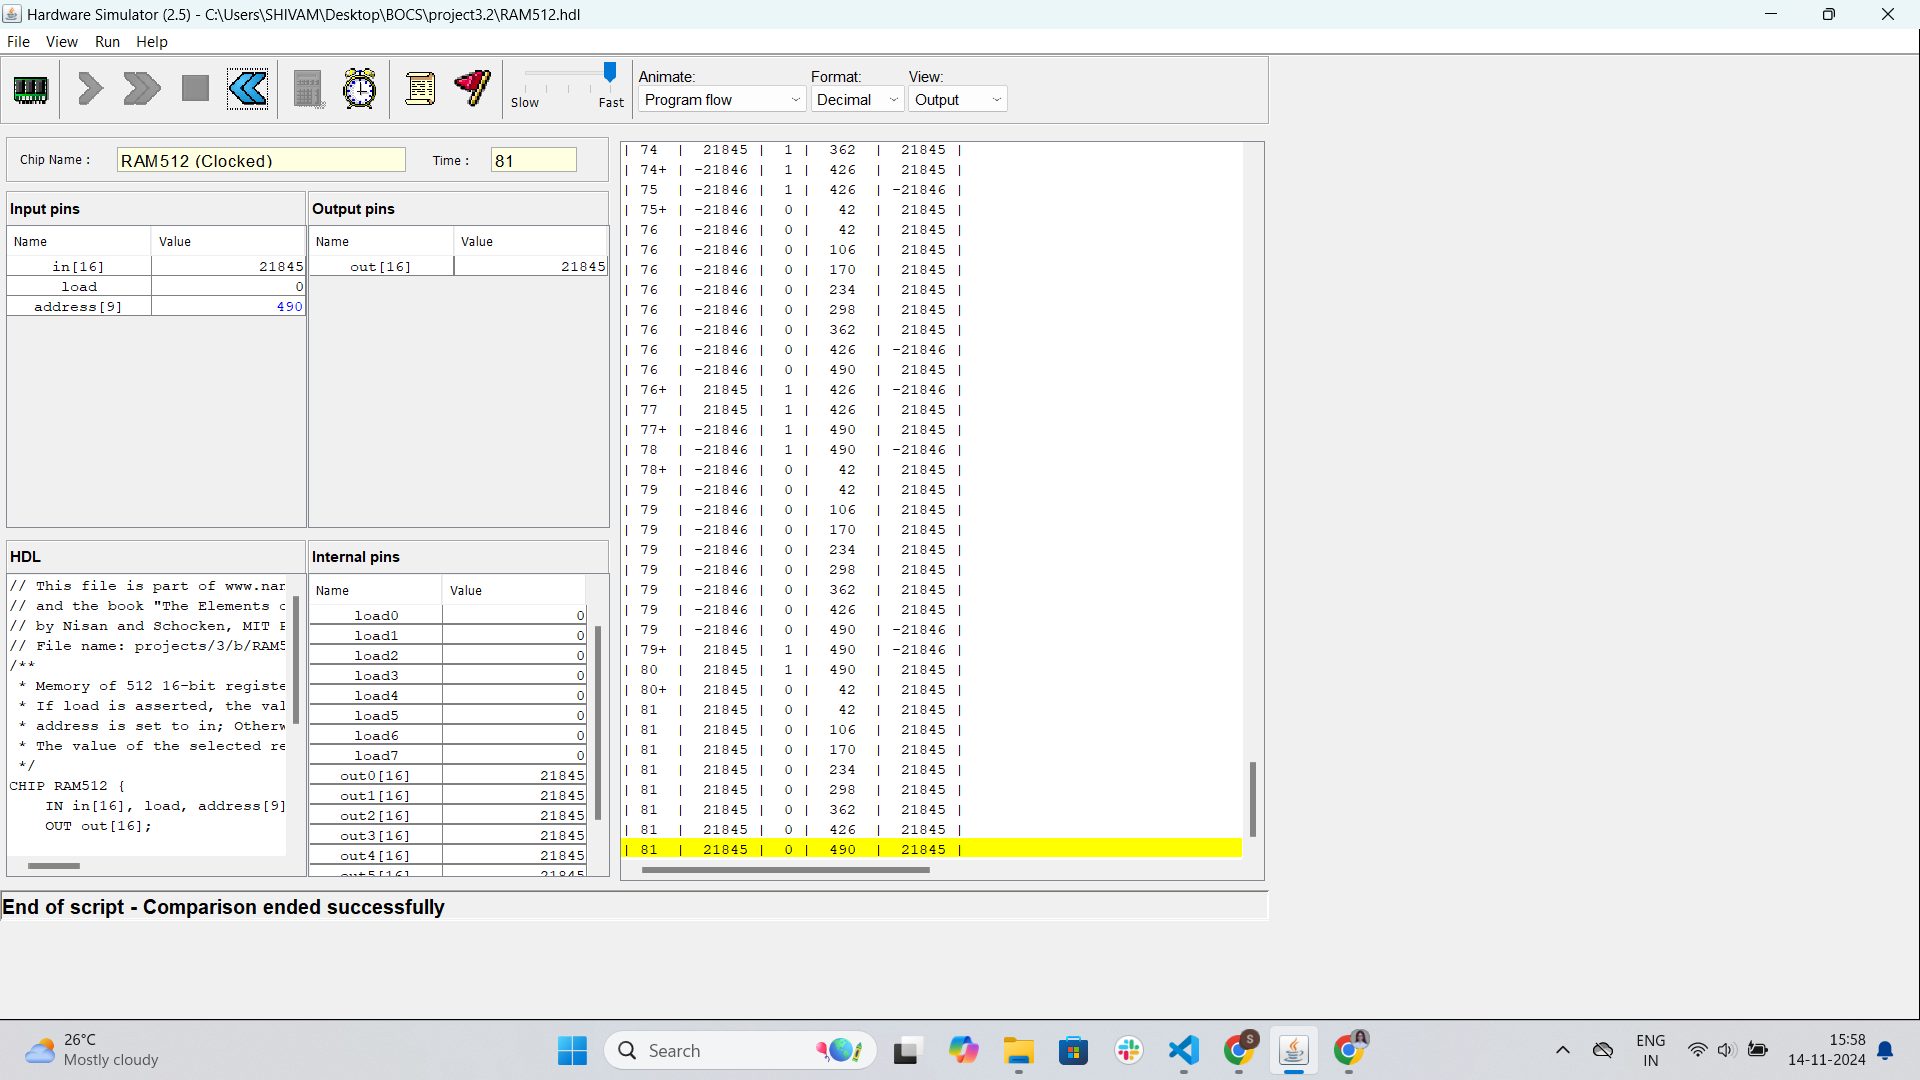 Hardware Simulator (2.5) - C:\Users\SHIVAM\Desktop\BOCS\project3.2\RAM512.hdl
File View Run Help
Slow Fast
Animate: Format: View:
Program flow Decimal Output
Chip Name : RAM512 (Clocked) Time : 81
Input pins
Name Value
in[16] 21845
load 0
address[9] 490
Output pins
Name Value
out[16] 21845
HDL
// This file is part of www.nan
// and the book "The Elements o
// by Nisan and Schocken, MIT P
// File name: projects/3/b/RAM5
/**
* Memory of 512 16-bit registe
* If load is asserted, the val
* address is set to in; Otherw
* The value of the selected re
*/
CHIP RAM512 {
IN in[16], load, address[9]
OUT out[16];
Internal pins
Name Value
load0 0
load1 0
load2 0
load3 0
load4 0
load5 0
load6 0
load7 0
out0[16] 21845
out1[16] 21845
out2[16] 21845
out3[16] 21845
out4[16] 21845
out5[16] 21845
| 74 | 21845 | 1 | 362 | 21845 |
| 74+ | -21846 | 1 | 426 | 21845 |
| 75 | -21846 | 1 | 426 | -21846 |
| 75+ | -21846 | 0 | 42 | 21845 |
| 76 | -21846 | 0 | 42 | 21845 |
| 76 | -21846 | 0 | 106 | 21845 |
| 76 | -21846 | 0 | 170 | 21845 |
| 76 | -21846 | 0 | 234 | 21845 |
| 76 | -21846 | 0 | 298 | 21845 |
| 76 | -21846 | 0 | 362 | 21845 |
| 76 | -21846 | 0 | 426 | -21846 |
| 76 | -21846 | 0 | 490 | 21845 |
| 76+ | 21845 | 1 | 426 | -21846 |
| 77 | 21845 | 1 | 426 | 21845 |
| 77+ | -21846 | 1 | 490 | 21845 |
| 78 | -21846 | 1 | 490 | -21846 |
| 78+ | -21846 | 0 | 42 | 21845 |
| 79 | -21846 | 0 | 42 | 21845 |
| 79 | -21846 | 0 | 106 | 21845 |
| 79 | -21846 | 0 | 170 | 21845 |
| 79 | -21846 | 0 | 234 | 21845 |
| 79 | -21846 | 0 | 298 | 21845 |
| 79 | -21846 | 0 | 362 | 21845 |
| 79 | -21846 | 0 | 426 | 21845 |
| 79 | -21846 | 0 | 490 | -21846 |
| 79+ | 21845 | 1 | 490 | -21846 |
| 80 | 21845 | 1 | 490 | 21845 |
| 80+ | 21845 | 0 | 42 | 21845 |
| 81 | 21845 | 0 | 42 | 21845 |
| 81 | 21845 | 0 | 106 | 21845 |
| 81 | 21845 | 0 | 170 | 21845 |
| 81 | 21845 | 0 | 234 | 21845 |
| 81 | 21845 | 0 | 298 | 21845 |
| 81 | 21845 | 0 | 362 | 21845 |
| 81 | 21845 | 0 | 426 | 21845 |
| 81 | 21845 | 0 | 490 | 21845 |
End of script - Comparison ended successfully
26°C
Mostly cloudy
Search
S
ENG
IN
15:58
14-11-2024